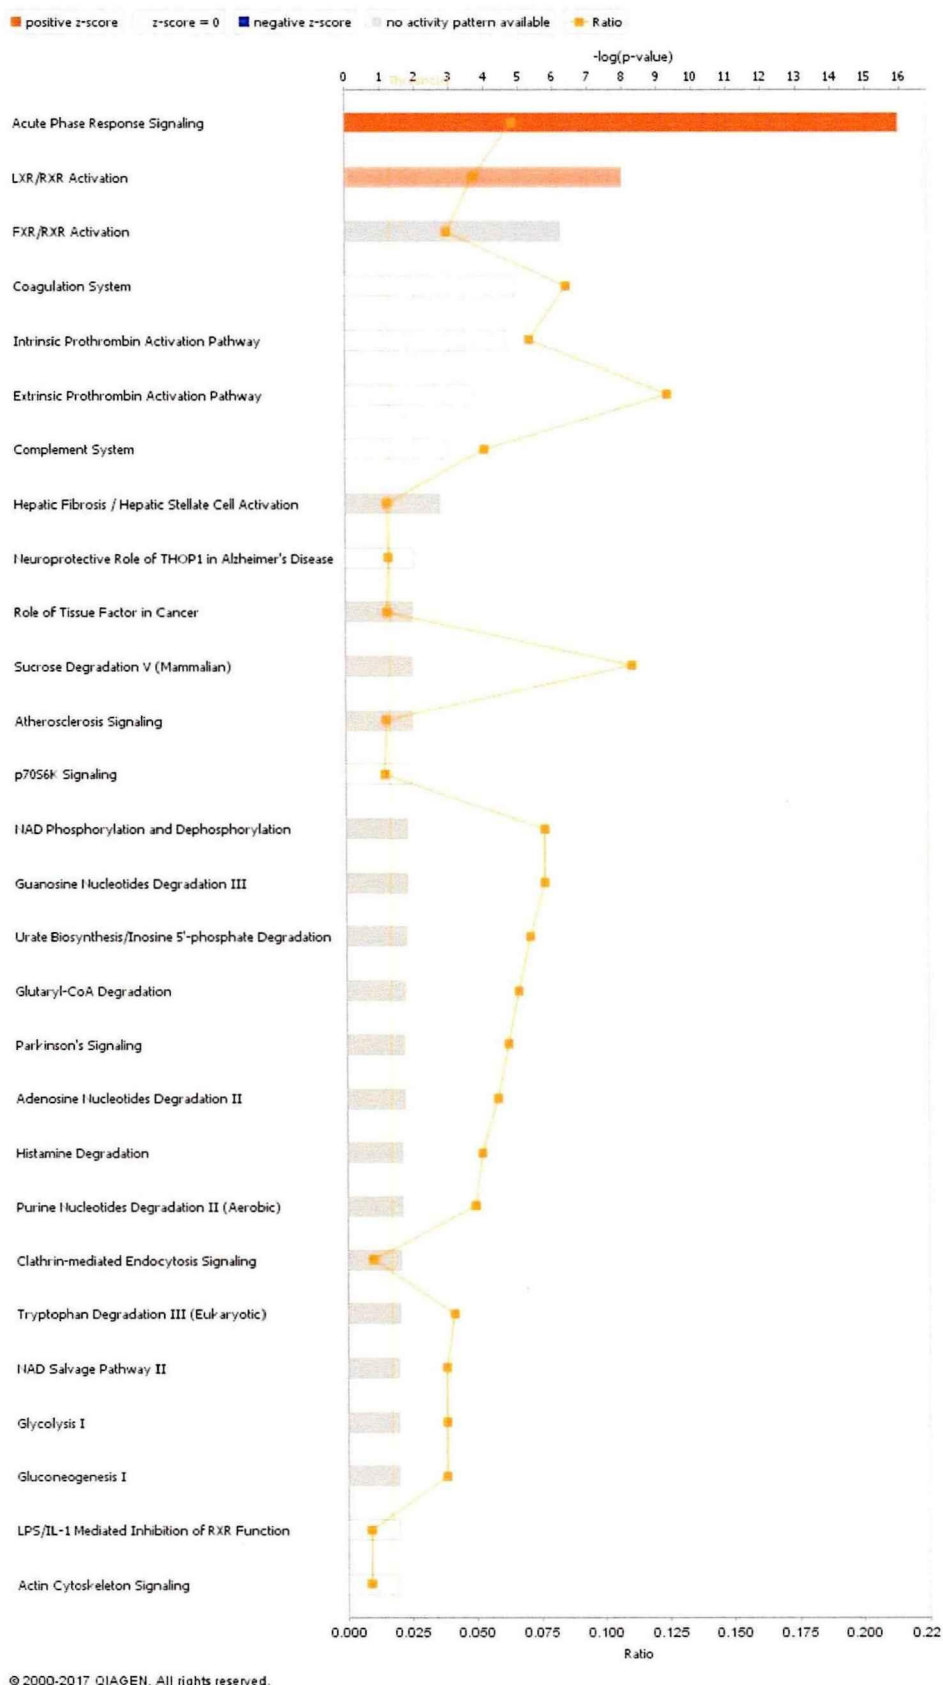 positive z-score z-score = 0 negative z-score no activity pattern available Ratio
-log(p-value)
0 1 2 3 4 5 6 7 8 9 10 11 12 13 14 15 16
Threshold
Acute Phase Response Signaling
LXR/RXR Activation
FXR/RXR Activation
Coagulation System
Intrinsic Prothrombin Activation Pathway
Extrinsic Prothrombin Activation Pathway
Complement System
Hepatic Fibrosis / Hepatic Stellate Cell Activation
Neuroprotective Role of THOP1 in Alzheimer's Disease
Role of Tissue Factor in Cancer
Sucrose Degradation V (Mammalian)
Atherosclerosis Signaling
p70S6K Signaling
NAD Phosphorylation and Dephosphorylation
Guanosine Nucleotides Degradation III
Urate Biosynthesis/Inosine 5'-phosphate Degradation
Glutaryl-CoA Degradation
Parkinson's Signaling
Adenosine Nucleotides Degradation II
Histamine Degradation
Purine Nucleotides Degradation II (Aerobic)
Clathrin-mediated Endocytosis Signaling
Tryptophan Degradation III (Eukaryotic)
NAD Salvage Pathway II
Glycolysis I
Gluconeogenesis I
LPS/IL-1 Mediated Inhibition of RXR Function
Actin Cytoskeleton Signaling
0.000 0.025 0.050 0.075 0.100 0.125 0.150 0.175 0.200 0.22
Ratio
© 2000-2017 QIAGEN. All rights reserved.